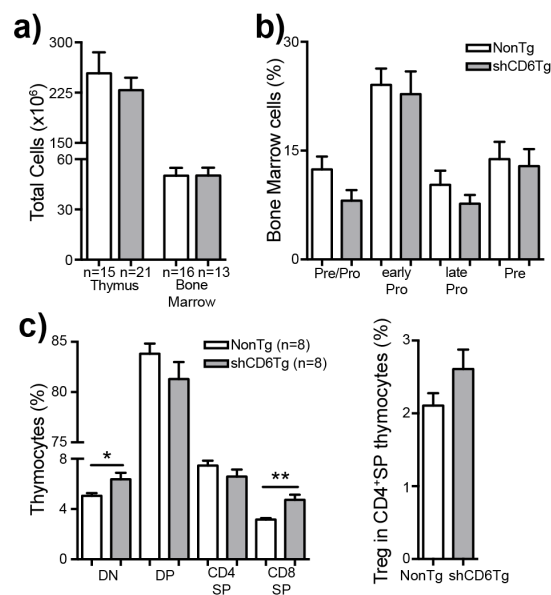 a)
Total Cells (x10⁶)
300
225
150
60
30
0
n=15 n=21 n=16 n=13
Thymus Bone
Marrow
b)
Bone Marrow cells (%)
30
15
0
NonTg
shCD6Tg
Pre/Pro early late Pre
Pro Pro
c)
Thymocytes (%)
85
80
75
8
4
0
NonTg (n=8)
shCD6Tg (n=8)
*
**
DN DP CD4 CD8
SP SP
Treg in CD4⁺SP thymocytes (%)
3
2
1
0
NonTg shCD6Tg